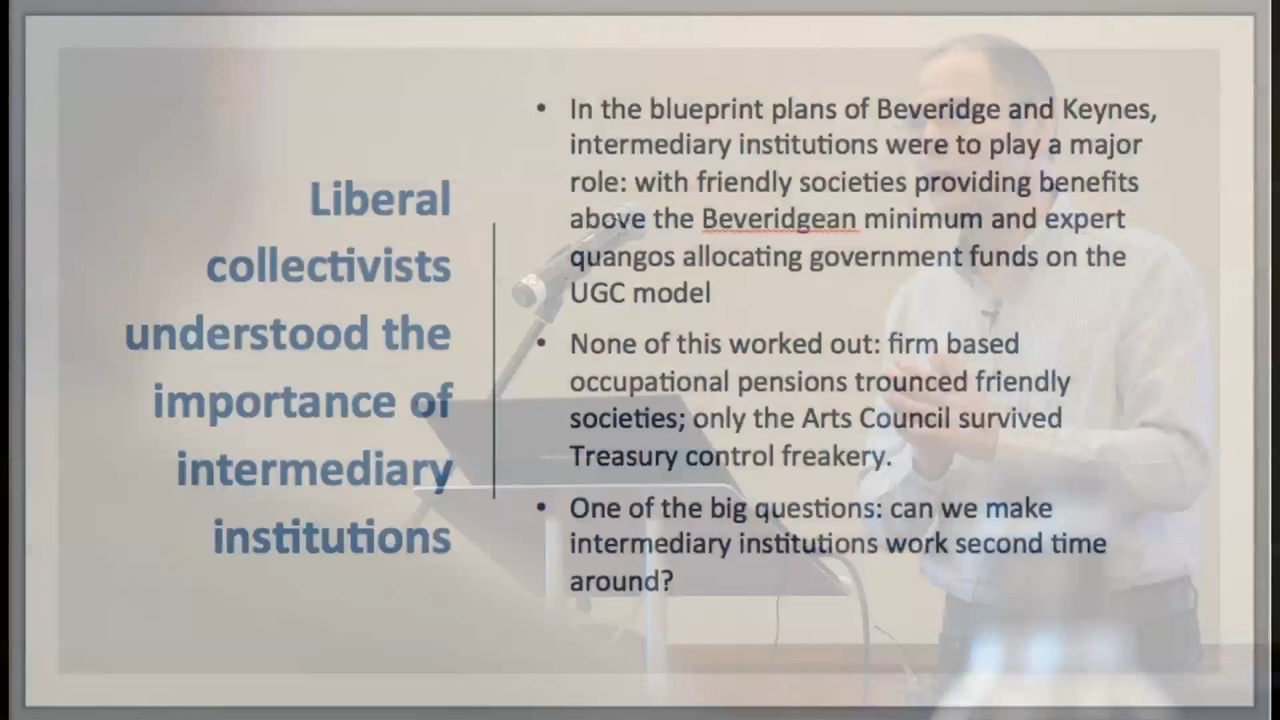 Liberal
collectivists
understood the
importance of
intermediary
institutions
• In the blueprint plans of Beveridge and Keynes,
intermediary institutions were to play a major
role: with friendly societies providing benefits
above the Beveridgean minimum and expert
quangos allocating government funds on the
UGC model
• None of this worked out: firm based
occupational pensions trounced friendly
societies; only the Arts Council survived
Treasury control freakery.
• One of the big questions: can we make
intermediary institutions work second time
around?